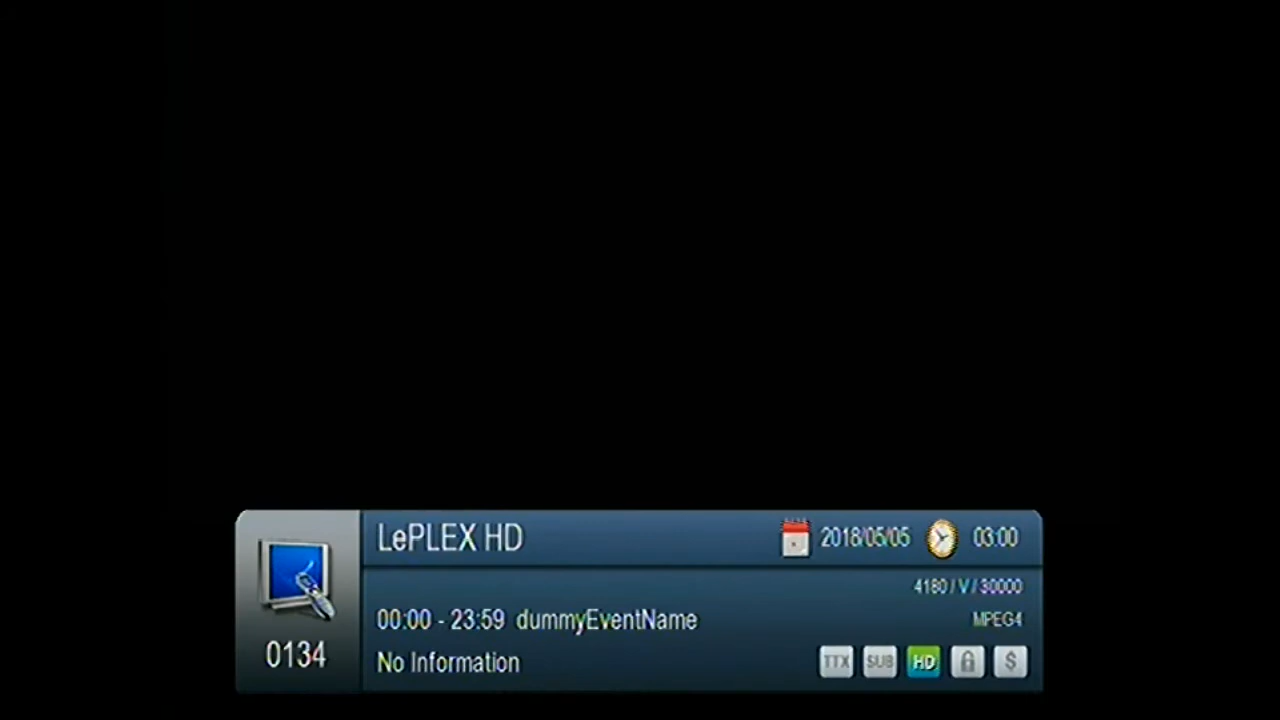 LePLEX HD
2018/05/05
03:00
4180 / V / 30000
00:00 - 23:59 dummyEventName
MPEG4
0134
No Information
TTX
SUB
HD
$